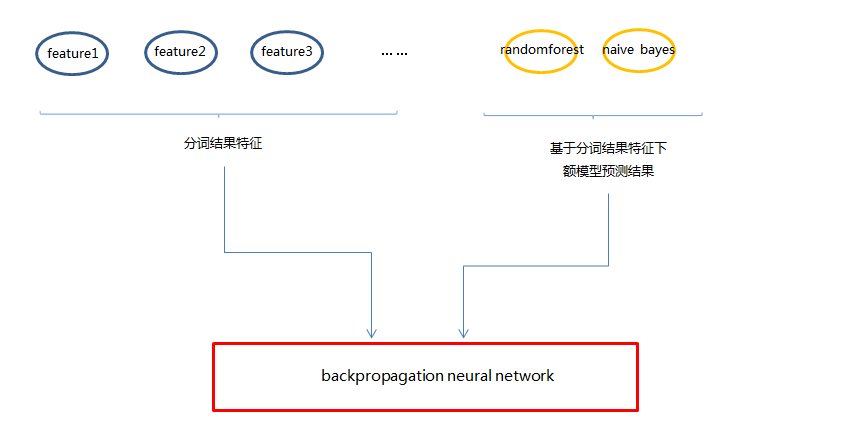 feature1 feature2 feature3 ... ... randomforest naive bayes
分词结果特征
基于分词结果特征下
额模型预测结果
backpropagation neural network